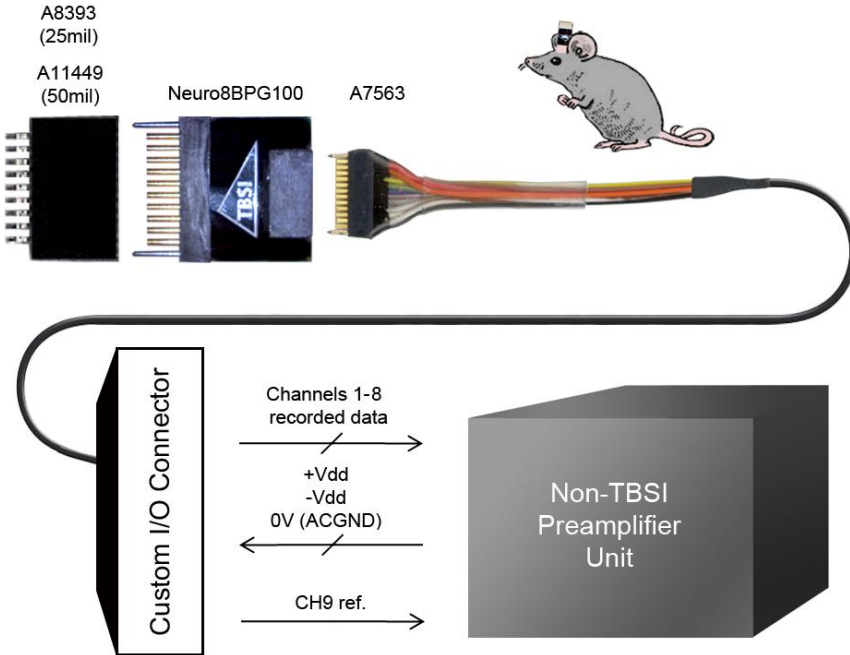 A8393
(25mil)
A11449
(50mil)
Neuro8BPG100
A7563
TBSI
Channels 1-8
recorded data
+Vdd
-Vdd
0V (ACGND)
CH9 ref.
Custom I/O Connector
Non-TBSI
Preamplifier
Unit